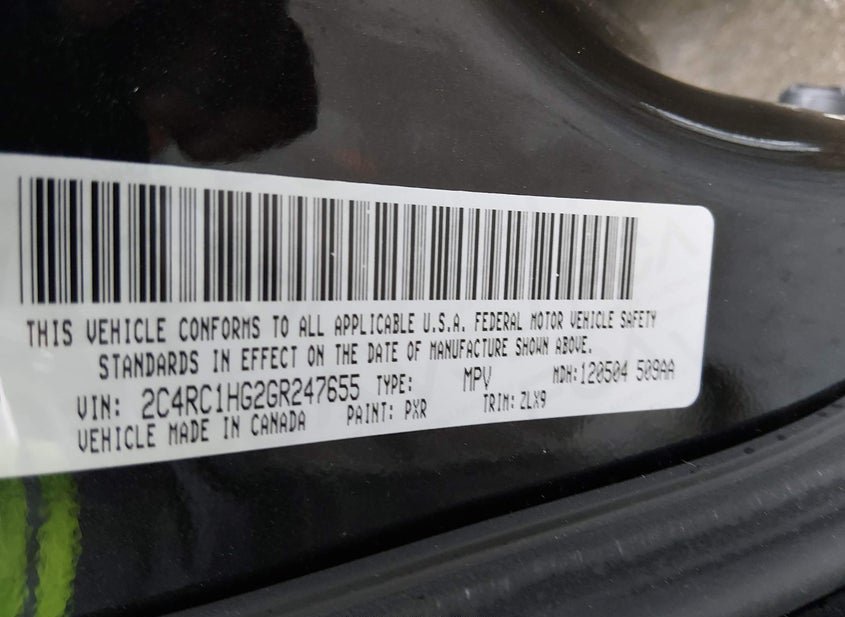 THIS VEHICLE CONFORMS TO ALL APPLICABLE U.S.A. FEDERAL MOTOR VEHICLE SAFETY
STANDARDS IN EFFECT ON THE DATE OF MANUFACTURE SHOWN ABOVE.
VIN: 2C4RC1HG2GR247655 TYPE: MPV MDH: 120504 509AA
VEHICLE MADE IN CANADA PAINT: PXR TRIM: ZLX9